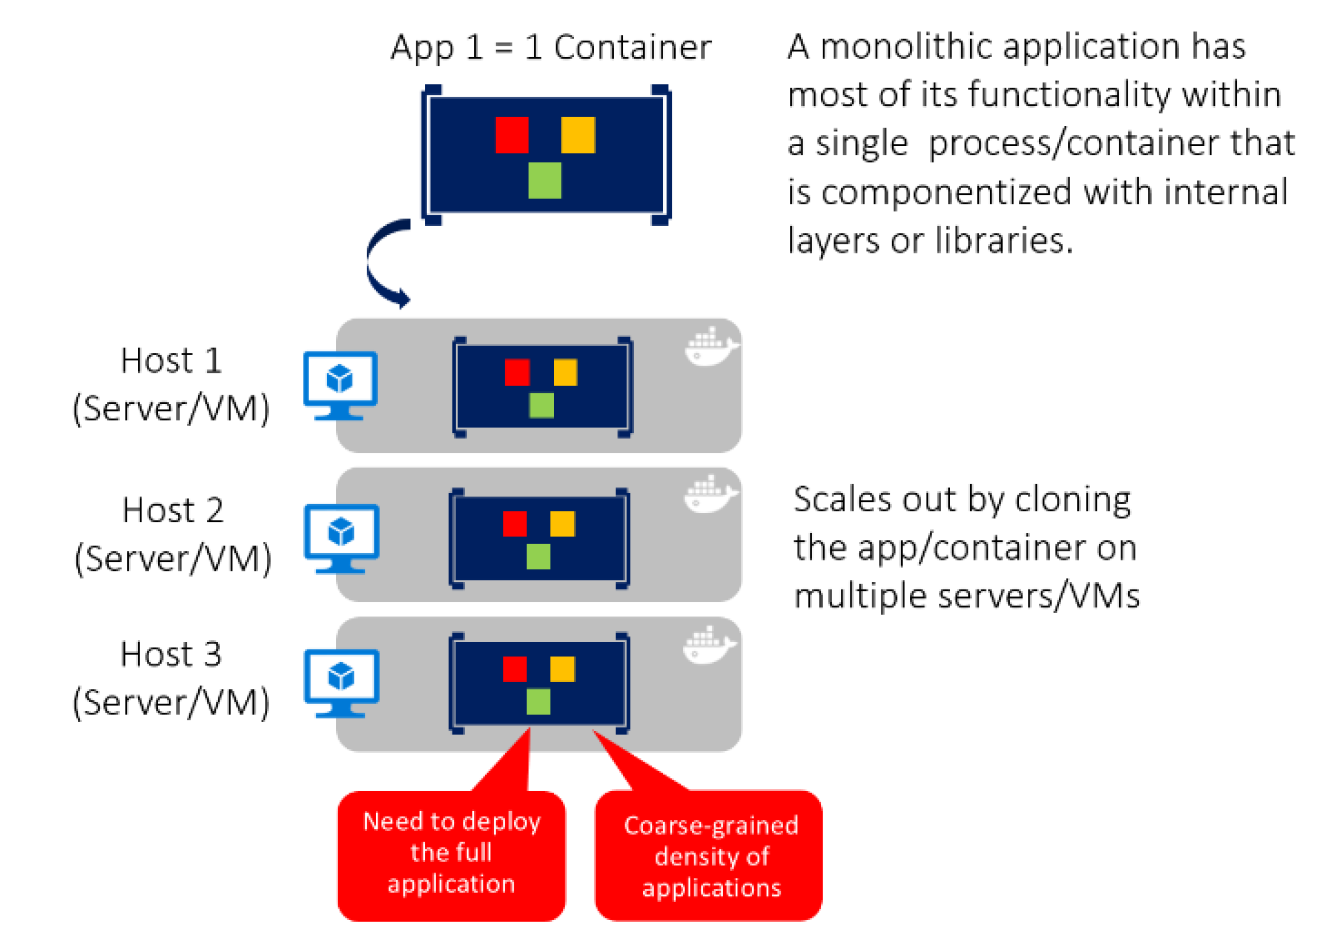 App 1 = 1 Container
A monolithic application has
most of its functionality within
a single process/container that
is componentized with internal
layers or libraries.
Host 1
(Server/VM)
Host 2
(Server/VM)
Scales out by cloning
the app/container on
multiple servers/VMs
Host 3
(Server/VM)
Need to deploy
the full
application
Coarse-grained
density of
applications